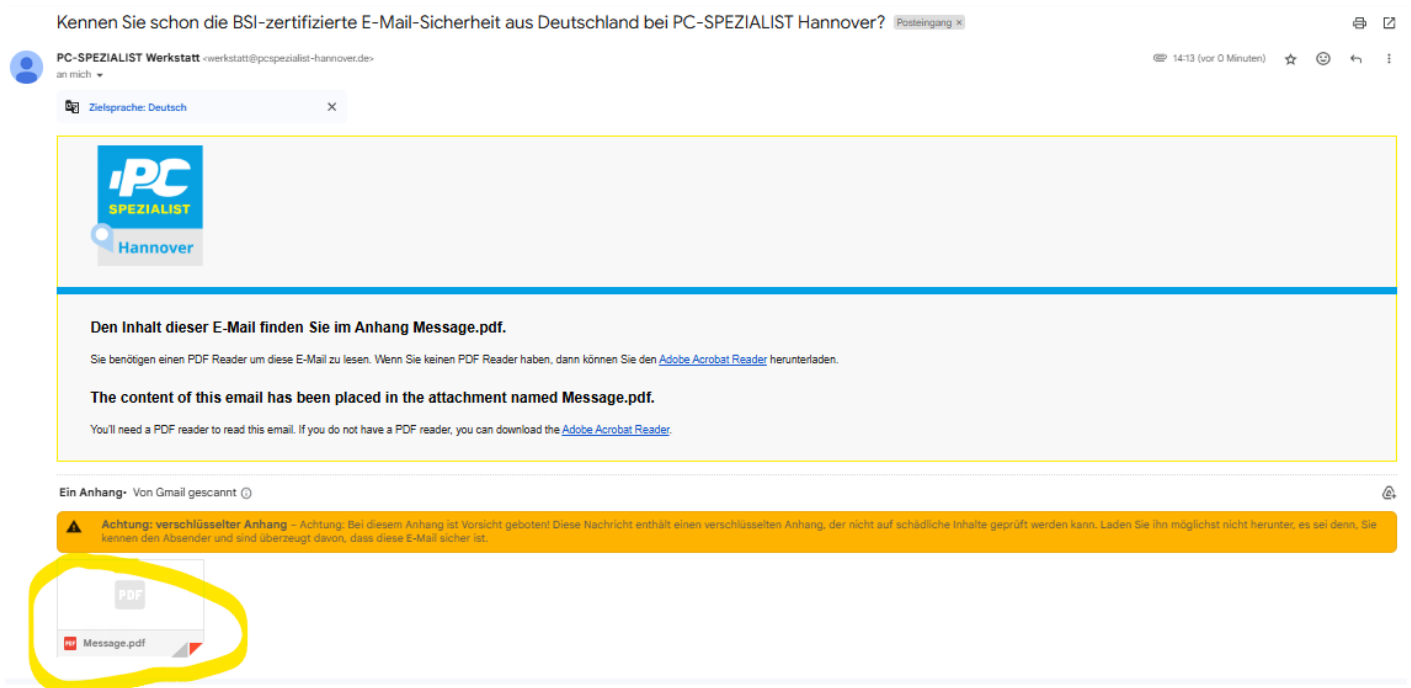 Kennen Sie schon die BSI-zertifizierte E-Mail-Sicherheit aus Deutschland bei PC-SPEZIALIST Hannover? Posteingang ×
PC-SPEZIALIST Werkstatt <werkstatt@pcspezialist-hannover.de> 14:13 (vor 0 Minuten)
an mich
Zielsprache: Deutsch
PC
SPEZIALIST
Hannover
Den Inhalt dieser E-Mail finden Sie im Anhang Message.pdf.
Sie benötigen einen PDF Reader um diese E-Mail zu lesen. Wenn Sie keinen PDF Reader haben, dann können Sie den Adobe Acrobat Reader herunterladen.
The content of this email has been placed in the attachment named Message.pdf.
You'll need a PDF reader to read this email. If you do not have a PDF reader, you can download the Adobe Acrobat Reader.
Ein Anhang• Von Gmail gescannt
Achtung: verschlüsselter Anhang – Achtung: Bei diesem Anhang ist Vorsicht geboten! Diese Nachricht enthält einen verschlüsselten Anhang, der nicht auf schädliche Inhalte geprüft werden kann. Laden Sie ihn möglichst nicht herunter, es sei denn, Sie
kennen den Absender und sind überzeugt davon, dass diese E-Mail sicher ist.
PDF
PDF Message.pdf